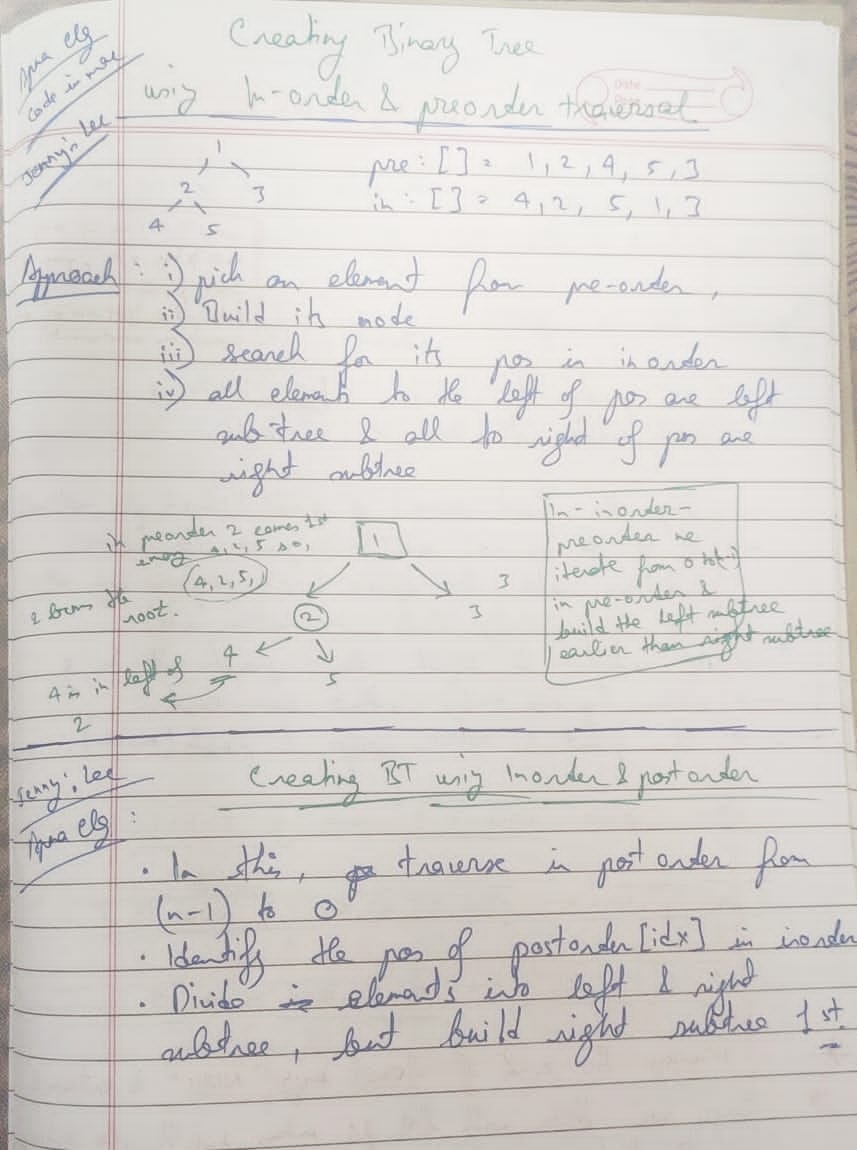 Apna clg
code in mac
Jenny's Lec
Creating Binary Tree
using In-order & preorder traversal
Date
1
2 3
4 5
pre : [ ] = 1, 2, 4, 5, 3
in : [ ] = 4, 2, 5, 1, 3
Approach : i) pick an element from pre-order,
ii) Build its node
iii) search for its pos in inorder
iv) all elements to the left of pos are left
sub-tree & all to right of pos are
right subtree
in preorder 2 comes 1st
among 4, 2, 5 so,
4, 2, 5,
2 becomes the
root.
1
3
2
3
4
5
4 is in left of
2
In - inorder -
preorder we
iterate from 0 to n-1
in pre-order &
build the left subtree
earlier than right subtree
Jenny's Lec
Apna clg :
Creating BT using Inorder & postorder
• In this, traverse in post order from
(n-1) to 0
• Identify the pos of postorder [idx] in inorder
• Divide elements into left & right
subtree, but build right subtree 1st.